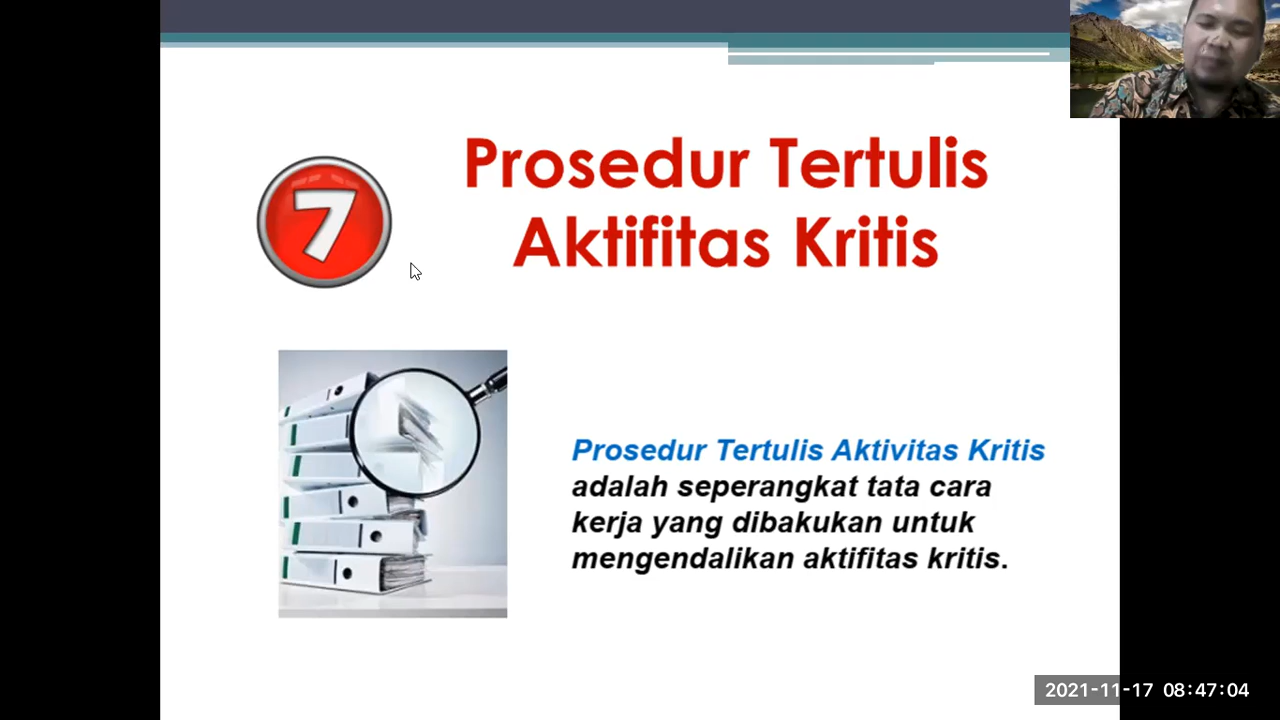 7
Prosedur Tertulis
Aktifitas Kritis
Prosedur Tertulis Aktivitas Kritis
adalah seperangkat tata cara
kerja yang dibakukan untuk
mengendalikan aktifitas kritis.
2021-11-17 08:47:04